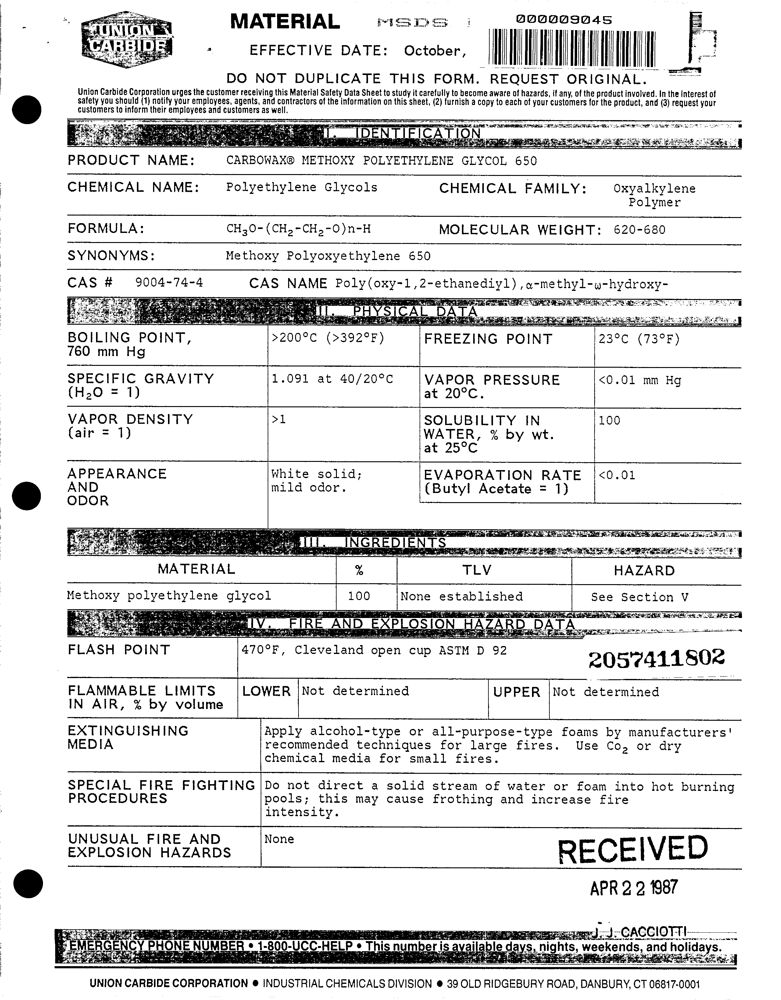 UNION
CARBIDE
MATERIAL MSDS
000009045
EFFECTIVE DATE: October,
DO NOT DUPLICATE THIS FORM. REQUEST ORIGINAL.
Union Carbide Corporation urges the customer receiving this Material Safety Data Sheet to study it carefully to become aware of hazards, if any, of the product involved. In the interest of
safety you should (1) notify your employees, agents, and contractors of the information on this sheet, (2) furnish a copy to each of your customers for the product, and (3) request your
customers to inform their employees and customers as well.
I. IDENTIFICATION
PRODUCT NAME: CARBOWAX® METHOXY POLYETHYLENE GLYCOL 650
CHEMICAL NAME: Polyethylene Glycols CHEMICAL FAMILY: Oxyalkylene
Polymer
FORMULA: CH₃O-(CH₂-CH₂-O)n-H MOLECULAR WEIGHT: 620-680
SYNONYMS: Methoxy Polyoxyethylene 650
CAS # 9004-74-4 CAS NAME Poly(oxy-1,2-ethanediyl),α-methyl-ω-hydroxy-
II. PHYSICAL DATA
BOILING POINT, >200°C (>392°F) FREEZING POINT 23°C (73°F)
760 mm Hg
SPECIFIC GRAVITY 1.091 at 40/20°C VAPOR PRESSURE <0.01 mm Hg
(H₂O = 1) at 20°C.
VAPOR DENSITY >1 SOLUBILITY IN 100
(air = 1) WATER, % by wt.
at 25°C
APPEARANCE White solid; EVAPORATION RATE <0.01
AND mild odor. (Butyl Acetate = 1)
ODOR
III. INGREDIENTS
MATERIAL % TLV HAZARD
Methoxy polyethylene glycol 100 None established See Section V
IV. FIRE AND EXPLOSION HAZARD DATA
FLASH POINT 470°F, Cleveland open cup ASTM D 92
2057411802
FLAMMABLE LIMITS LOWER Not determined UPPER Not determined
IN AIR, % by volume
EXTINGUISHING Apply alcohol-type or all-purpose-type foams by manufacturers'
MEDIA recommended techniques for large fires. Use Co₂ or dry
chemical media for small fires.
SPECIAL FIRE FIGHTING Do not direct a solid stream of water or foam into hot burning
PROCEDURES pools; this may cause frothing and increase fire
intensity.
UNUSUAL FIRE AND None
EXPLOSION HAZARDS
RECEIVED
APR 22 1987
J. J. CACCIOTTI
EMERGENCY PHONE NUMBER • 1-800-UCC-HELP • This number is available days, nights, weekends, and holidays.
UNION CARBIDE CORPORATION ● INDUSTRIAL CHEMICALS DIVISION ● 39 OLD RIDGEBURY ROAD, DANBURY, CT 06817-0001